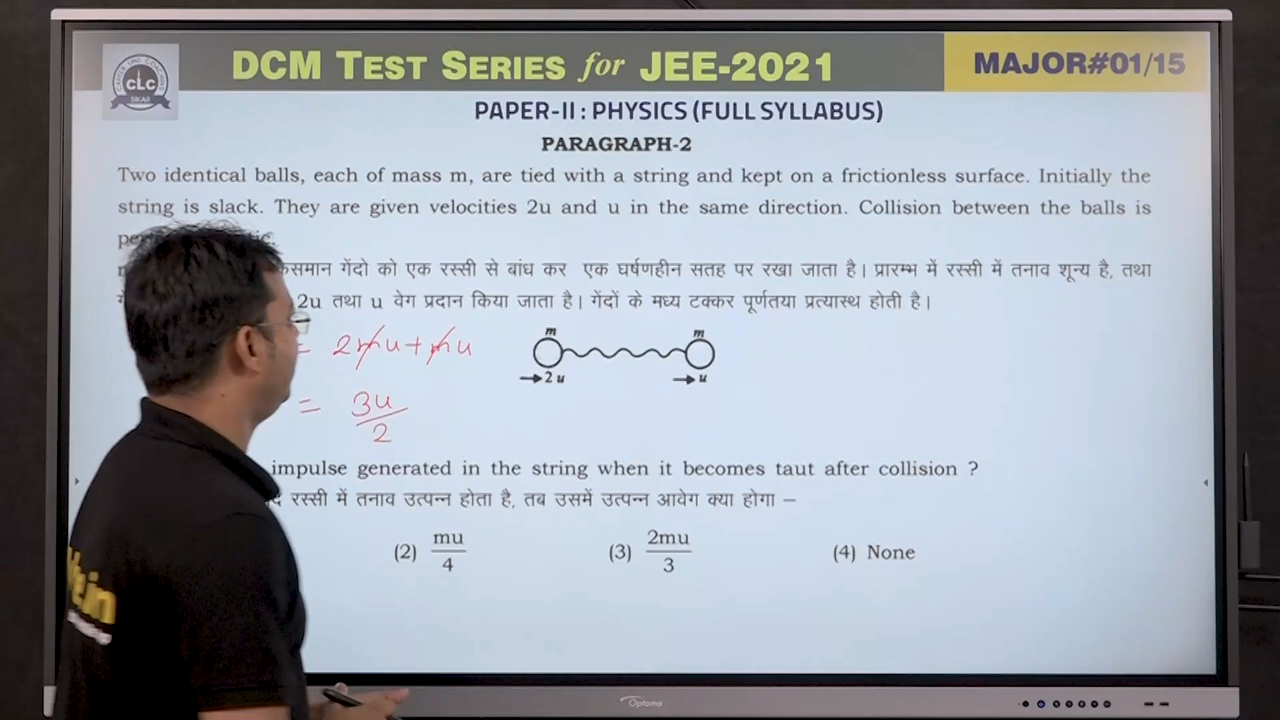 CLC
SIKAR
DCM TEST SERIES for JEE-2021
MAJOR#01/15
PAPER-II : PHYSICS (FULL SYLLABUS)
PARAGRAPH-2
Two identical balls, each of mass m, are tied with a string and kept on a frictionless surface. Initially the
string is slack. They are given velocities 2u and u in the same direction. Collision between the balls is
समान गेंदो को एक रस्सी से बांध कर एक घर्षणहीन सतह पर रखा जाता है। प्रारम्भ में रस्सी में तनाव शून्य है, तथा
2u तथा u वेग प्रदान किया जाता है। गेंदों के मध्य टक्कर पूर्णतया प्रत्यास्थ होती है।
= 2mu + mu
m m
→2 u →u
= 3u/2
impulse generated in the string when it becomes taut after collision ?
रस्सी में तनाव उत्पन्न होता है, तब उसमें उत्पन्न आवेग क्या होगा –
(2) mu/4 (3) 2mu/3 (4) None
Optoma